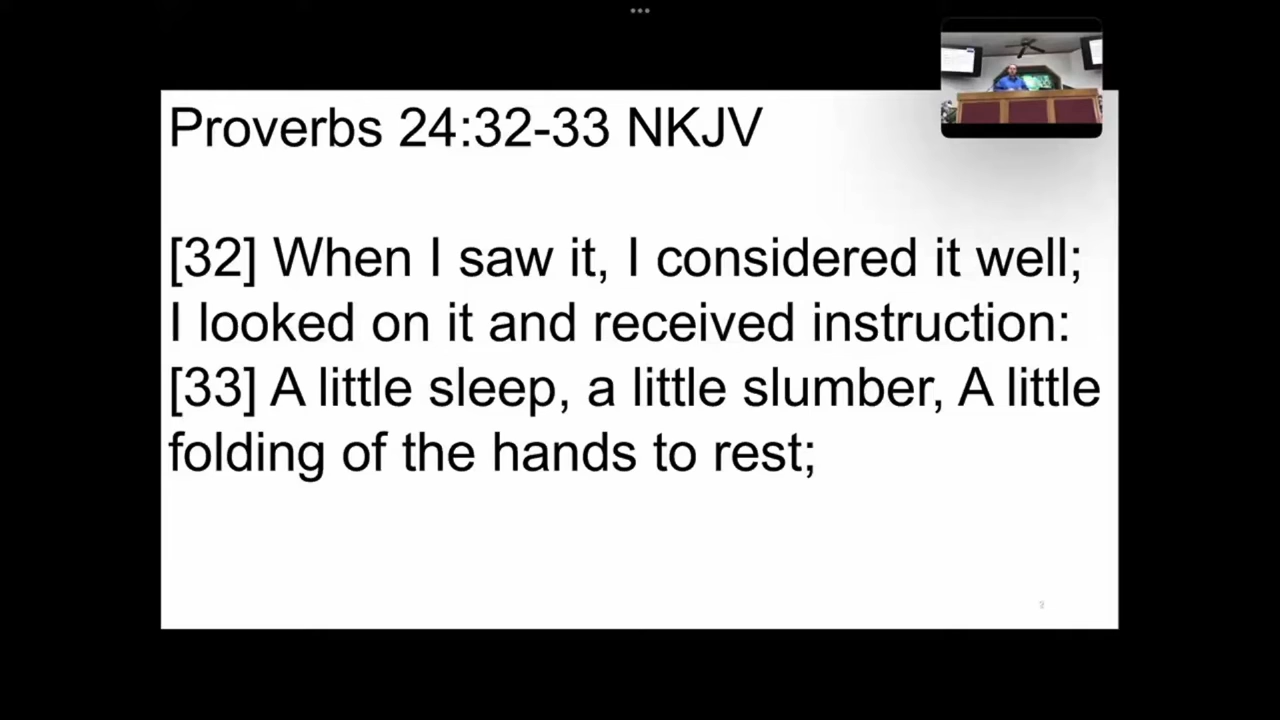 Proverbs 24:32-33 NKJV
[32] When I saw it, I considered it well;
I looked on it and received instruction:
[33] A little sleep, a little slumber, A little
folding of the hands to rest;
2